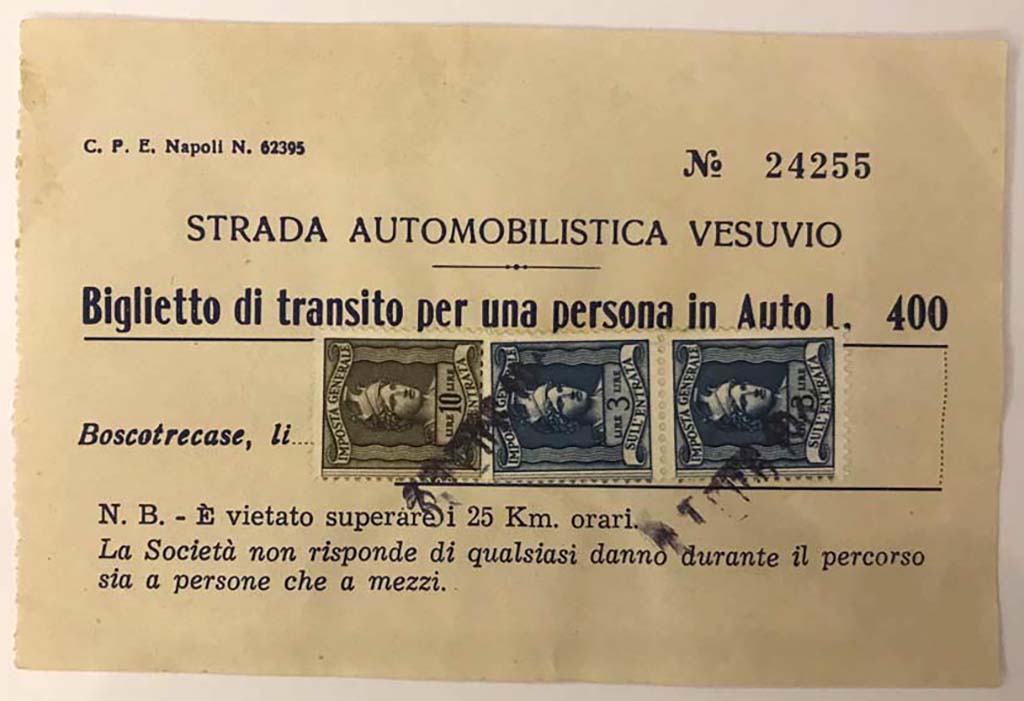 C. P. E. Napoli N. 62395
№ 24255
STRADA AUTOMOBILISTICA VESUVIO
Biglietto di transito per una persona in Auto L. 400
IMPOSTA GENERALE LIRE 10 LIRE SULL'ENTRATA
IMPOSTA GENERALE LIRE 3 LIRE SULL'ENTRATA
IMPOSTA GENERALE LIRE 3 LIRE SULL'ENTRATA
Boscotrecase, li....
N. B. - È vietato superare i 25 Km. orari.
La Società non risponde di qualsiasi danno durante il percorso
sia a persone che a mezzi.